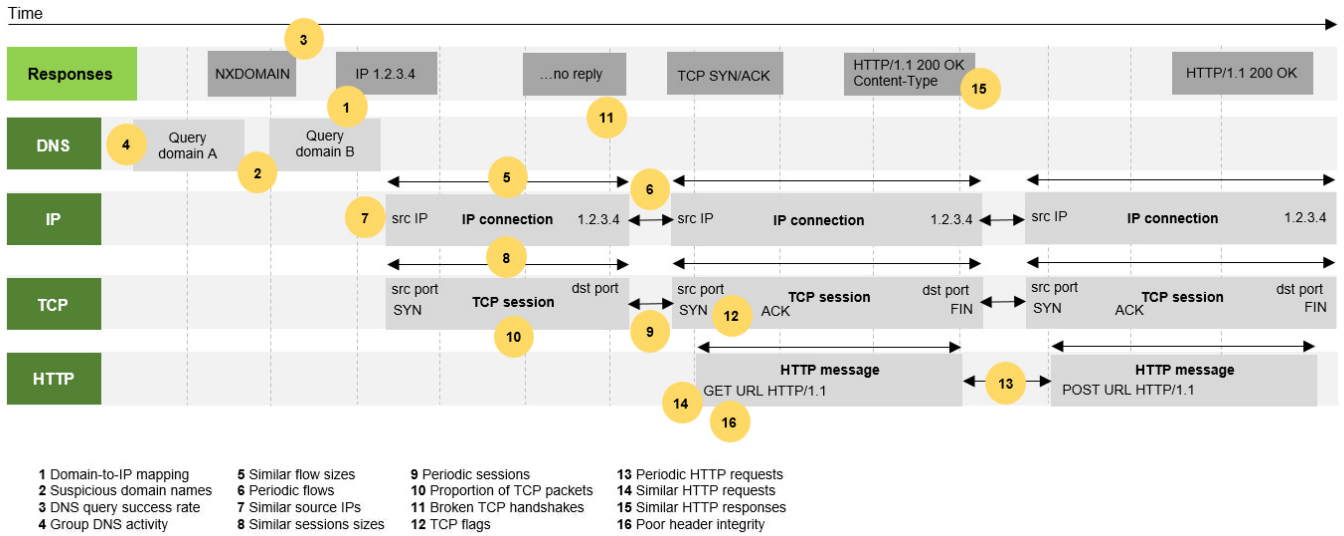 Time
3
Responses
NXDOMAIN
IP 1.2.3.4
...no reply
TCP SYN/ACK
HTTP/1.1 200 OK
Content-Type
HTTP/1.1 200 OK
15
1
11
DNS
4
Query
domain A
2
Query
domain B
5
6
IP
7
src IP
IP connection
1.2.3.4
src IP
IP connection
1.2.3.4
src IP
IP connection
1.2.3.4
8
TCP
src port
SYN
TCP session
dst port
src port
SYN
12
TCP session
ACK
dst port
FIN
src port
SYN
TCP session
ACK
dst port
FIN
10
9
HTTP
HTTP message
GET URL HTTP/1.1
14
16
13
HTTP message
POST URL HTTP/1.1
1 Domain-to-IP mapping
2 Suspicious domain names
3 DNS query success rate
4 Group DNS activity
5 Similar flow sizes
6 Periodic flows
7 Similar source IPs
8 Similar sessions sizes
9 Periodic sessions
10 Proportion of TCP packets
11 Broken TCP handshakes
12 TCP flags
13 Periodic HTTP requests
14 Similar HTTP requests
15 Similar HTTP responses
16 Poor header integrity